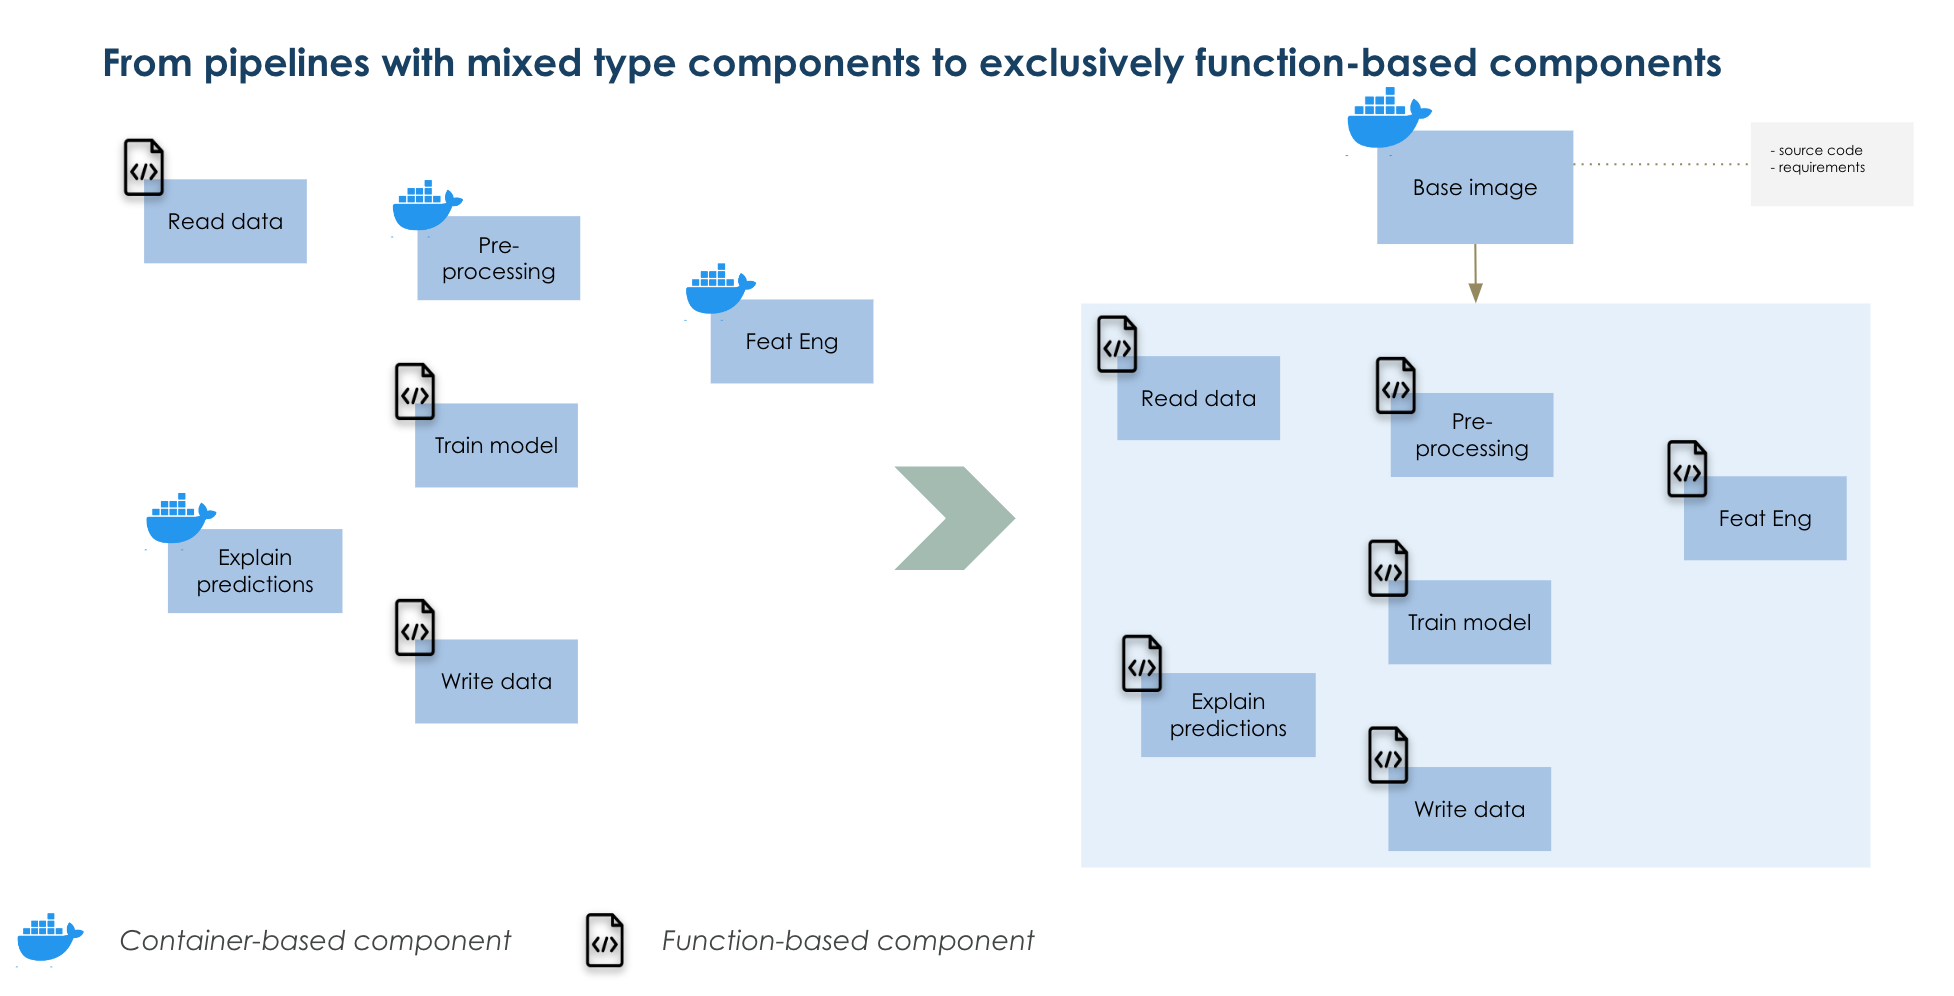 From pipelines with mixed type components to exclusively function-based components
Read data
Pre-
processing
Feat Eng
Train model
Explain
predictions
Write data
Base image
- source code
- requirements
Read data
Pre-
processing
Feat Eng
Train model
Explain
predictions
Write data
Container-based component
Function-based component